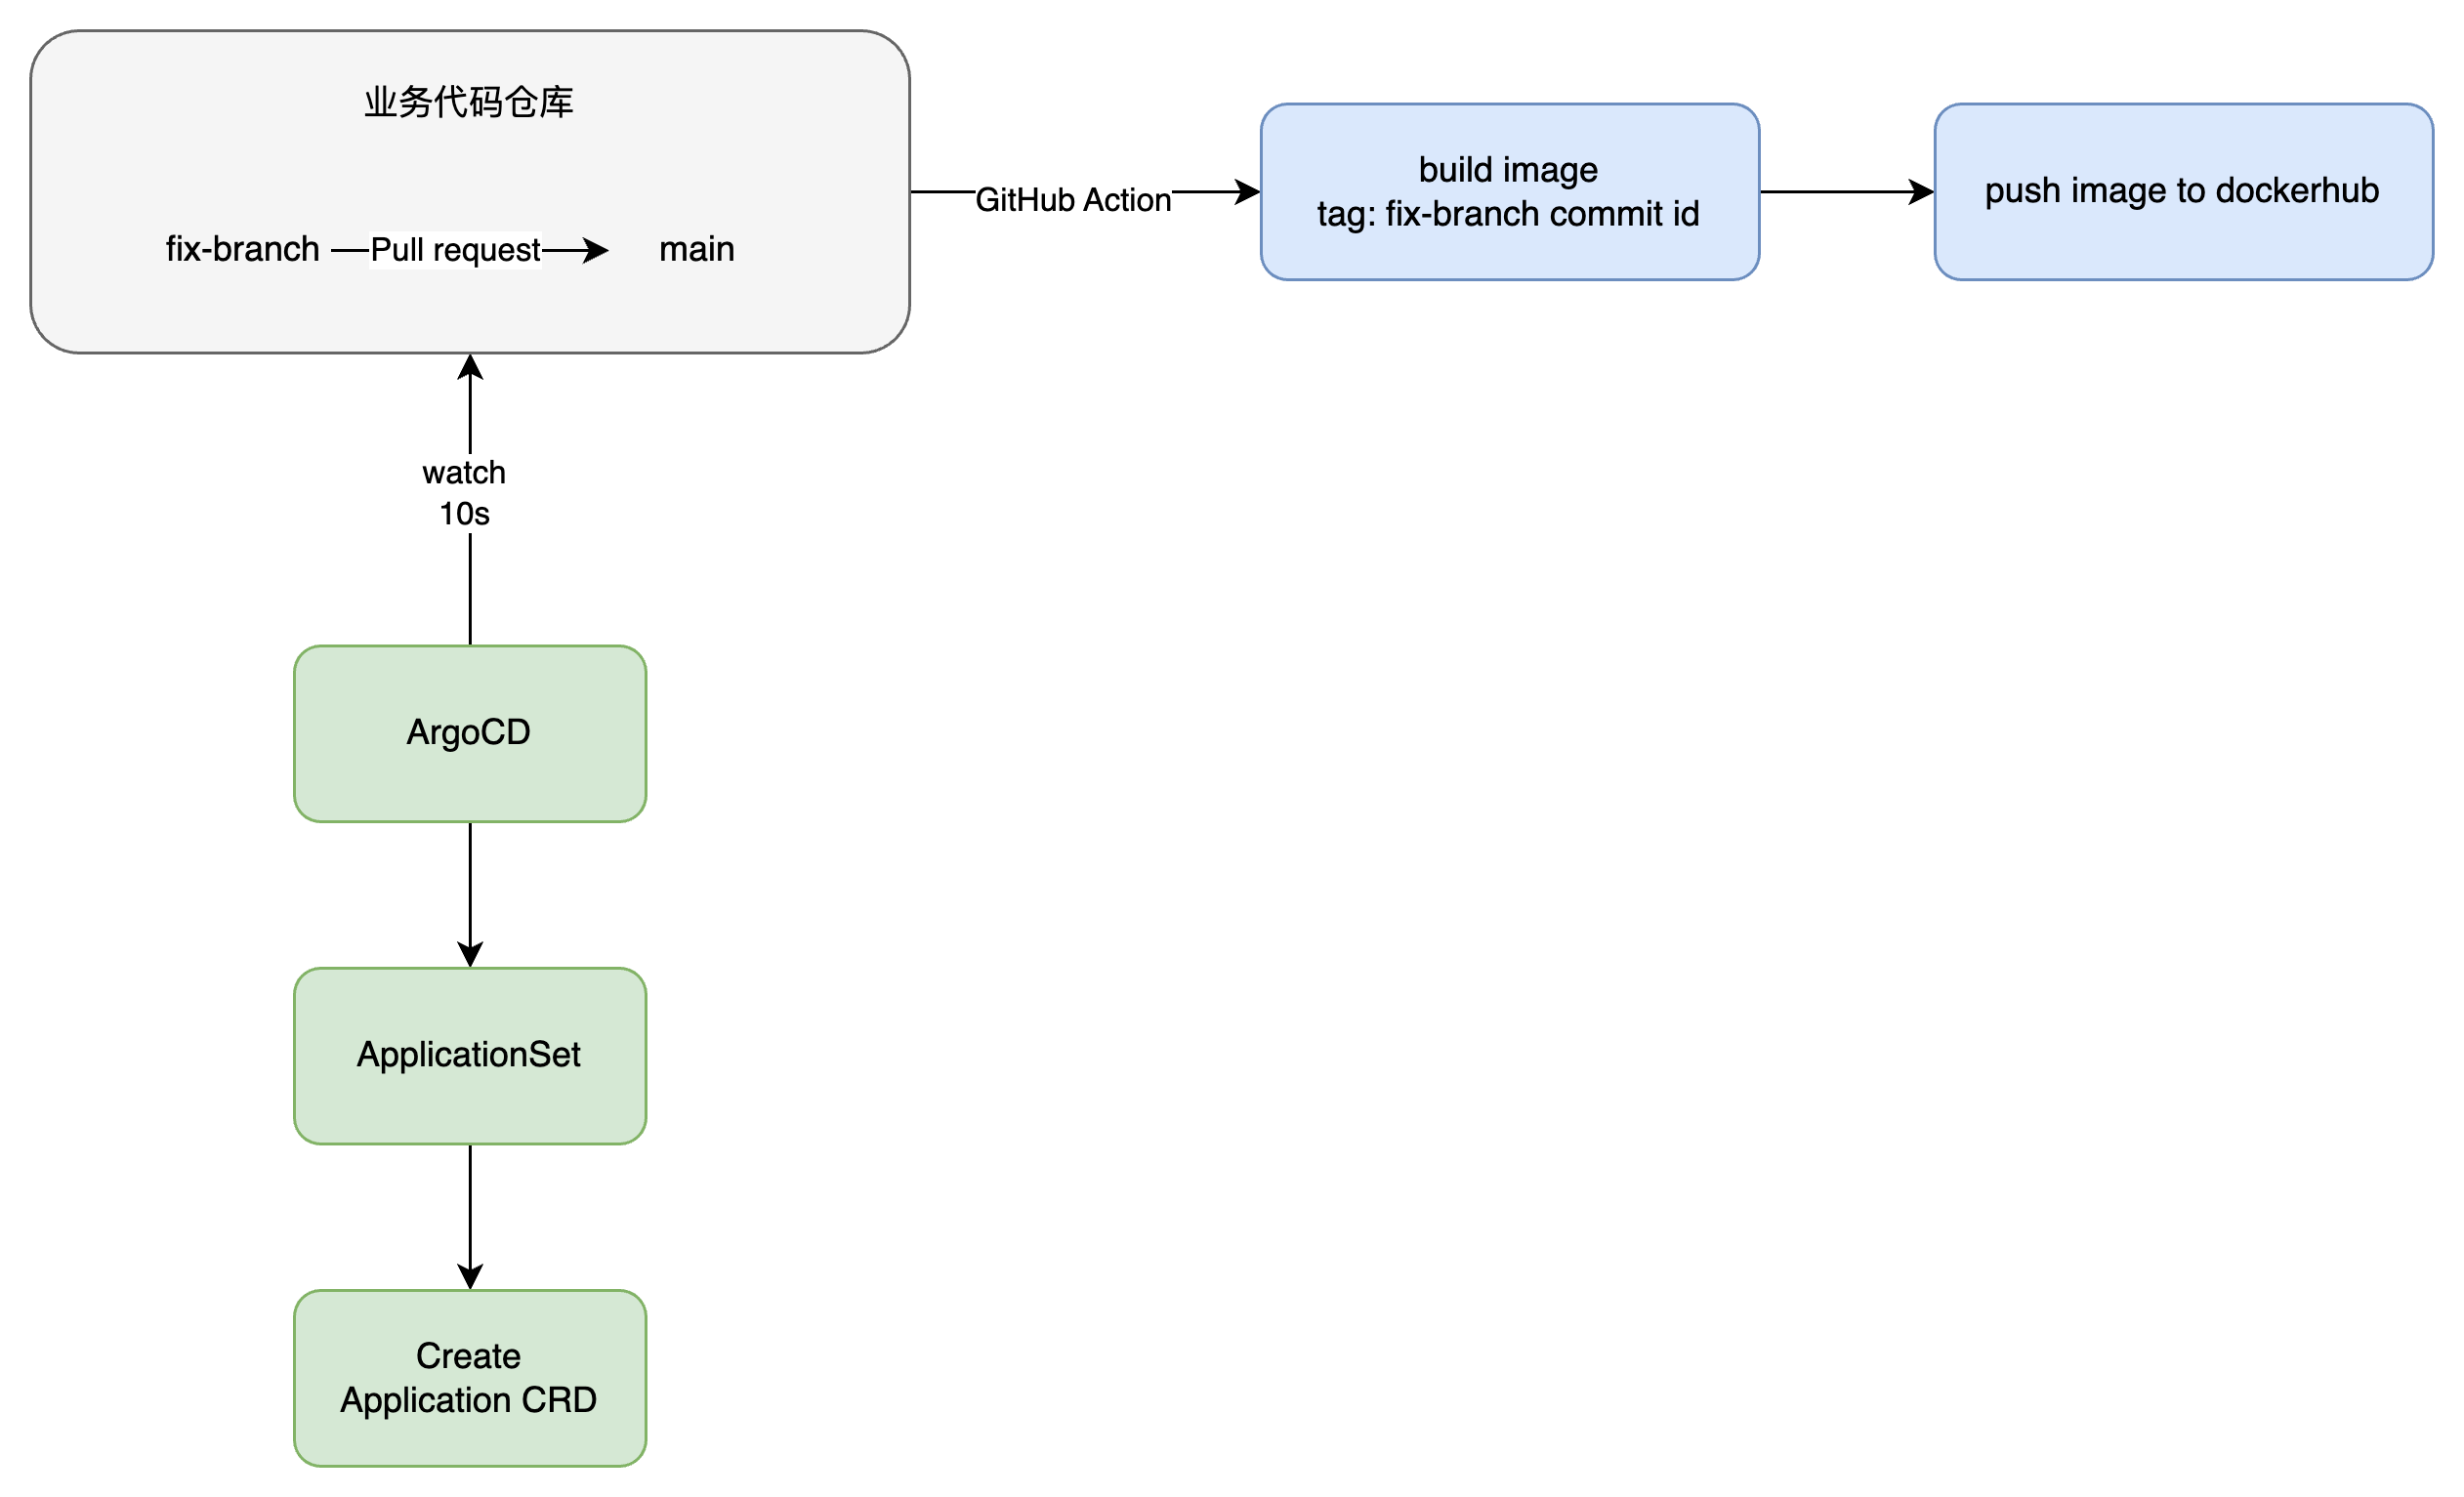 业务代码仓库
fix-branch
Pull request
main
GitHub Action
build image
tag: fix-branch commit id
push image to dockerhub
watch
10s
ArgoCD
ApplicationSet
Create
Application CRD